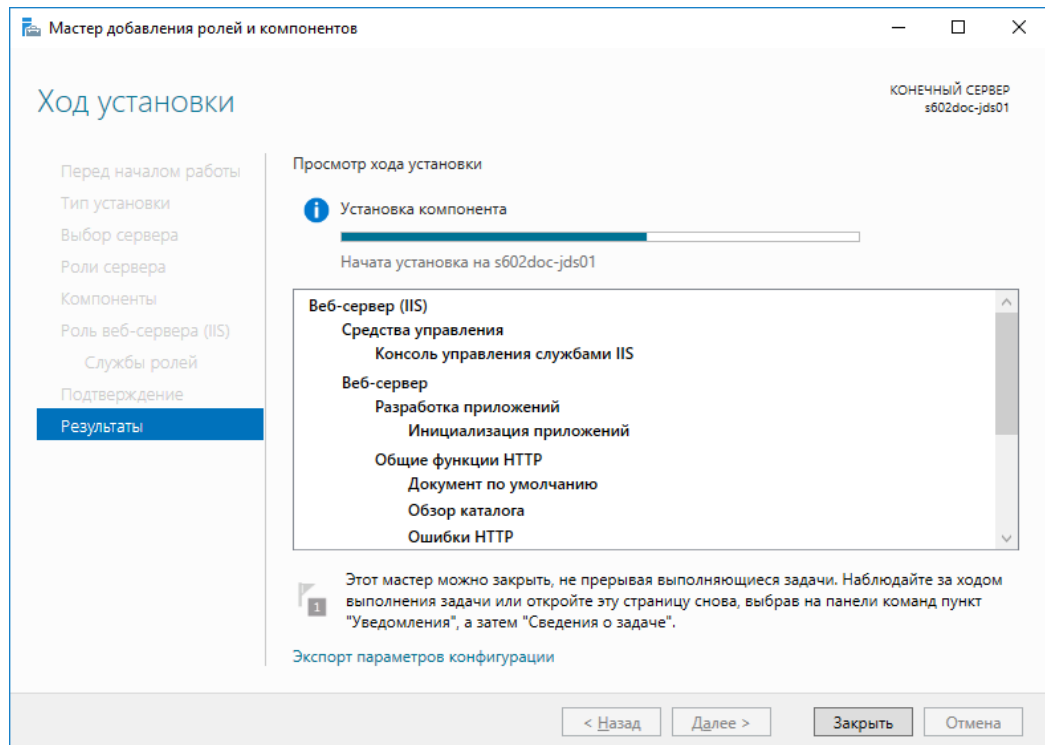 Мастер добавления ролей и компонентов
Ход установки
КОНЕЧНЫЙ СЕРВЕР
s602doc-jds01
Перед началом работы
Тип установки
Выбор сервера
Роли сервера
Компоненты
Роль веб-сервера (IIS)
Службы ролей
Подтверждение
Результаты
Просмотр хода установки
Установка компонента
Начата установка на s602doc-jds01
Веб-сервер (IIS)
Средства управления
Консоль управления службами IIS
Веб-сервер
Разработка приложений
Инициализация приложений
Общие функции HTTP
Документ по умолчанию
Обзор каталога
Ошибки HTTP
1
Этот мастер можно закрыть, не прерывая выполняющиеся задачи. Наблюдайте за ходом
выполнения задачи или откройте эту страницу снова, выбрав на панели команд пункт
"Уведомления", а затем "Сведения о задаче".
Экспорт параметров конфигурации
< Назад
Далее >
Закрыть
Отмена